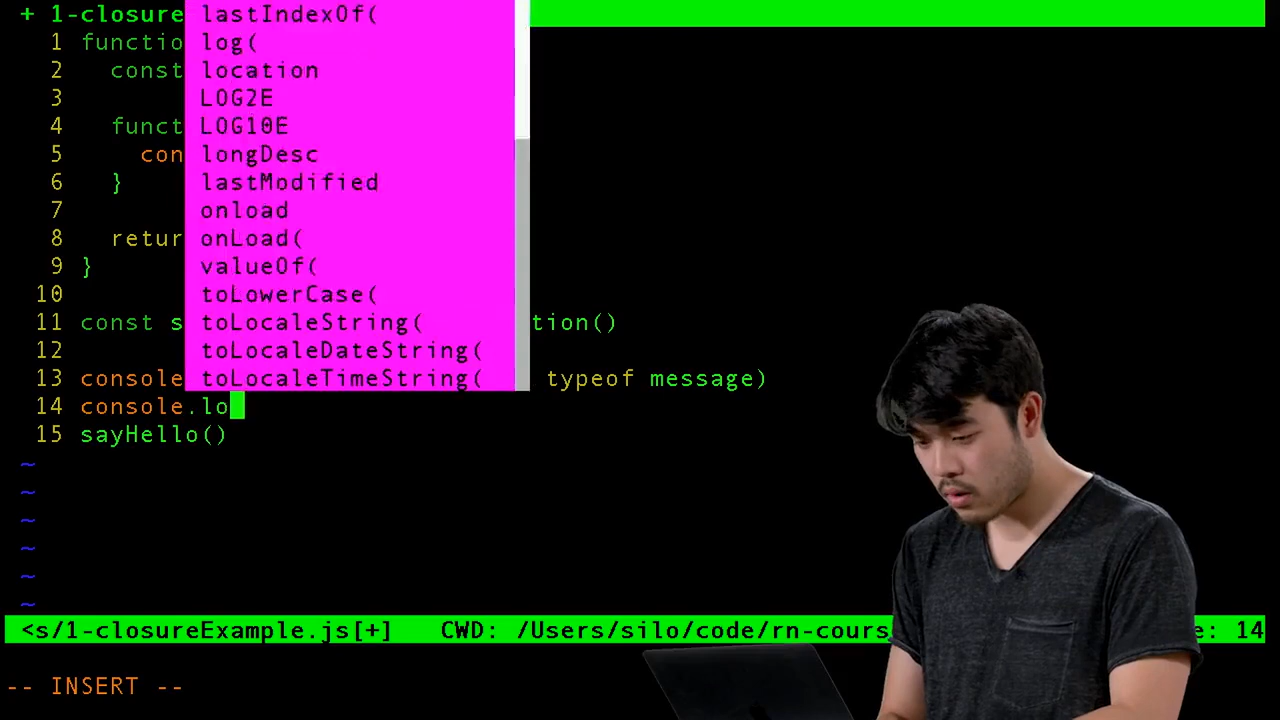 + 1-closure lastIndexOf(
1 functio log(
2 const location
3 LOG2E
4 funct LOG10E
5 con longDesc
6 } lastModified
7 onload
8 retur onLoad(
9 } valueOf(
10 toLowerCase(
11 const s toLocaleString( tion()
12 toLocaleDateString(
13 console toLocaleTimeString( typeof message)
14 console.lo
15 sayHello()
~
~
~
~
~
~
<s/1-closureExample.js[+] CWD: /Users/silo/code/rn-cours e: 14
-- INSERT --